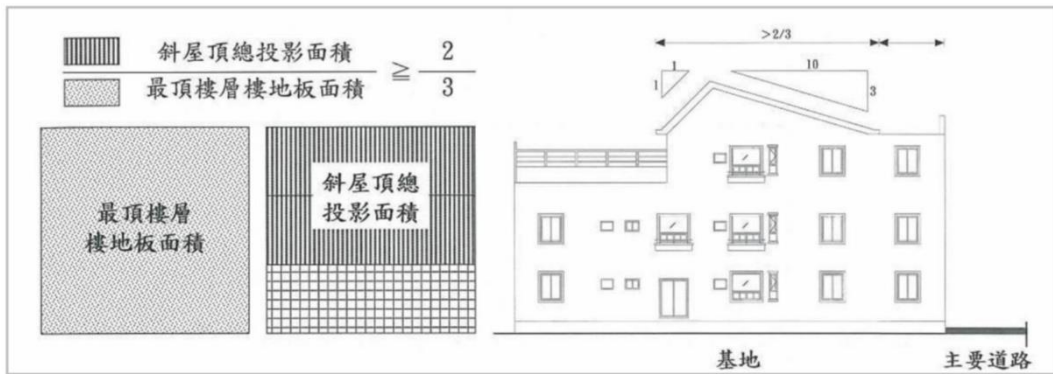 斜屋頂總投影面積
最頂樓層樓地板面積
≧
2
3
最頂樓層
樓地板面積
斜屋頂總
投影面積
>2/3
1
1
10
3
基地
主要道路